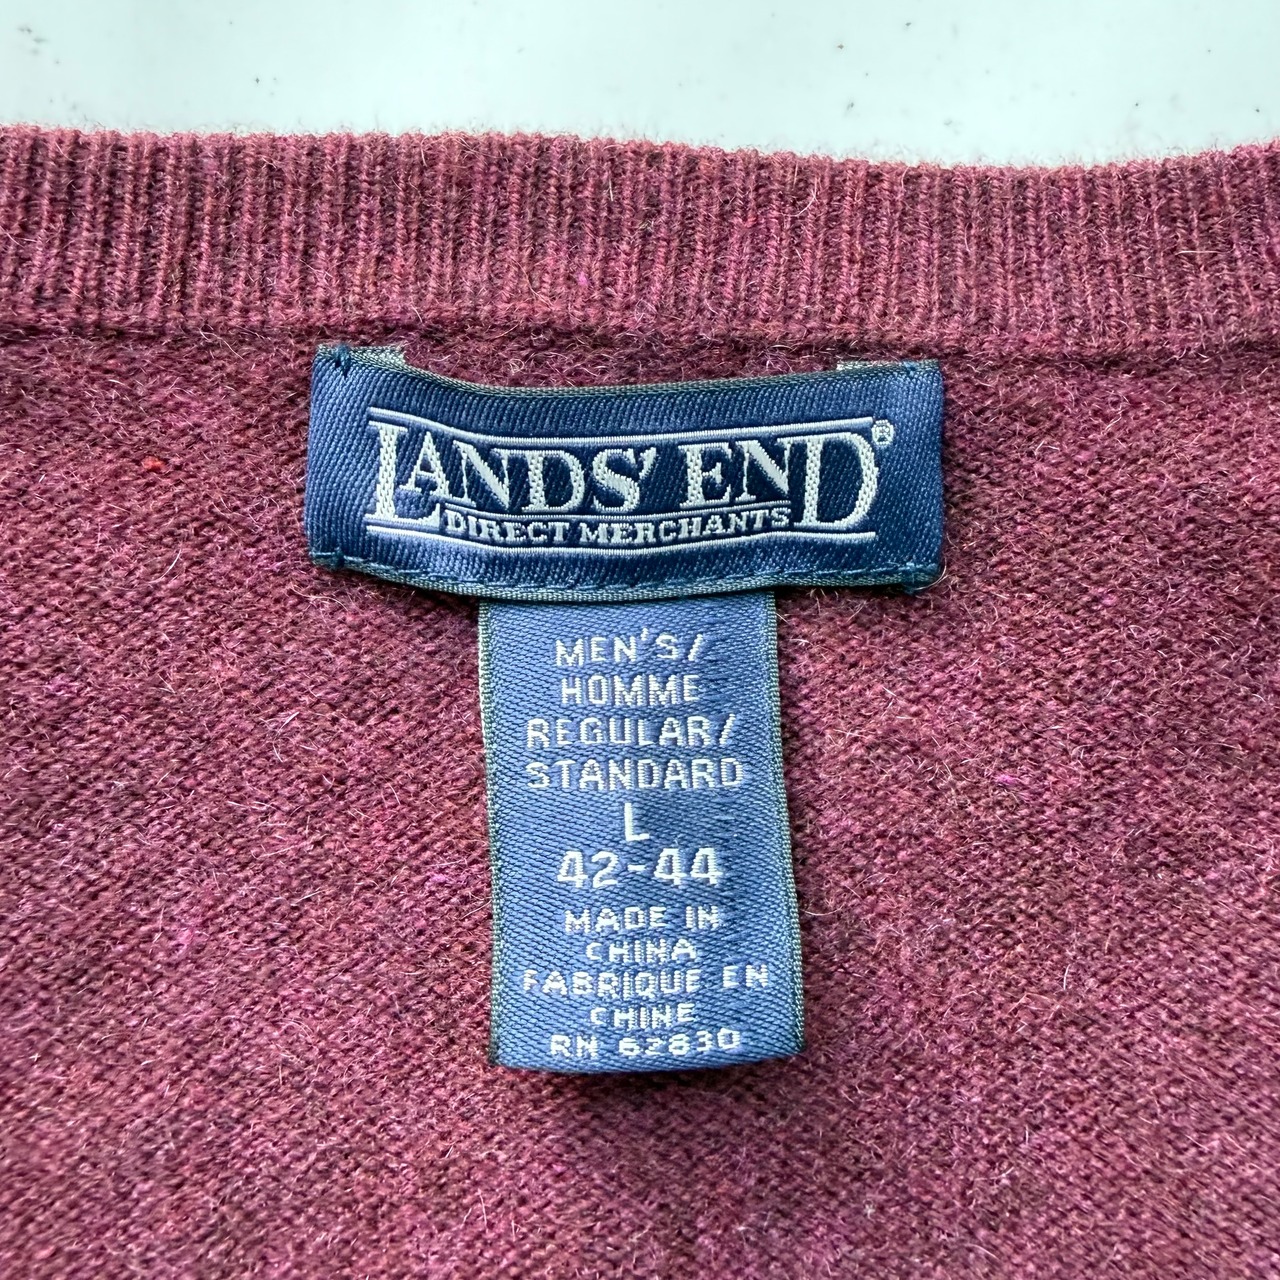 LANDS' END®
DIRECT MERCHANTS
MEN'S/
HOMME
REGULAR/
STANDARD
L
42-44
MADE IN
CHINA
FABRIQUE EN
CHINE
RN 62830